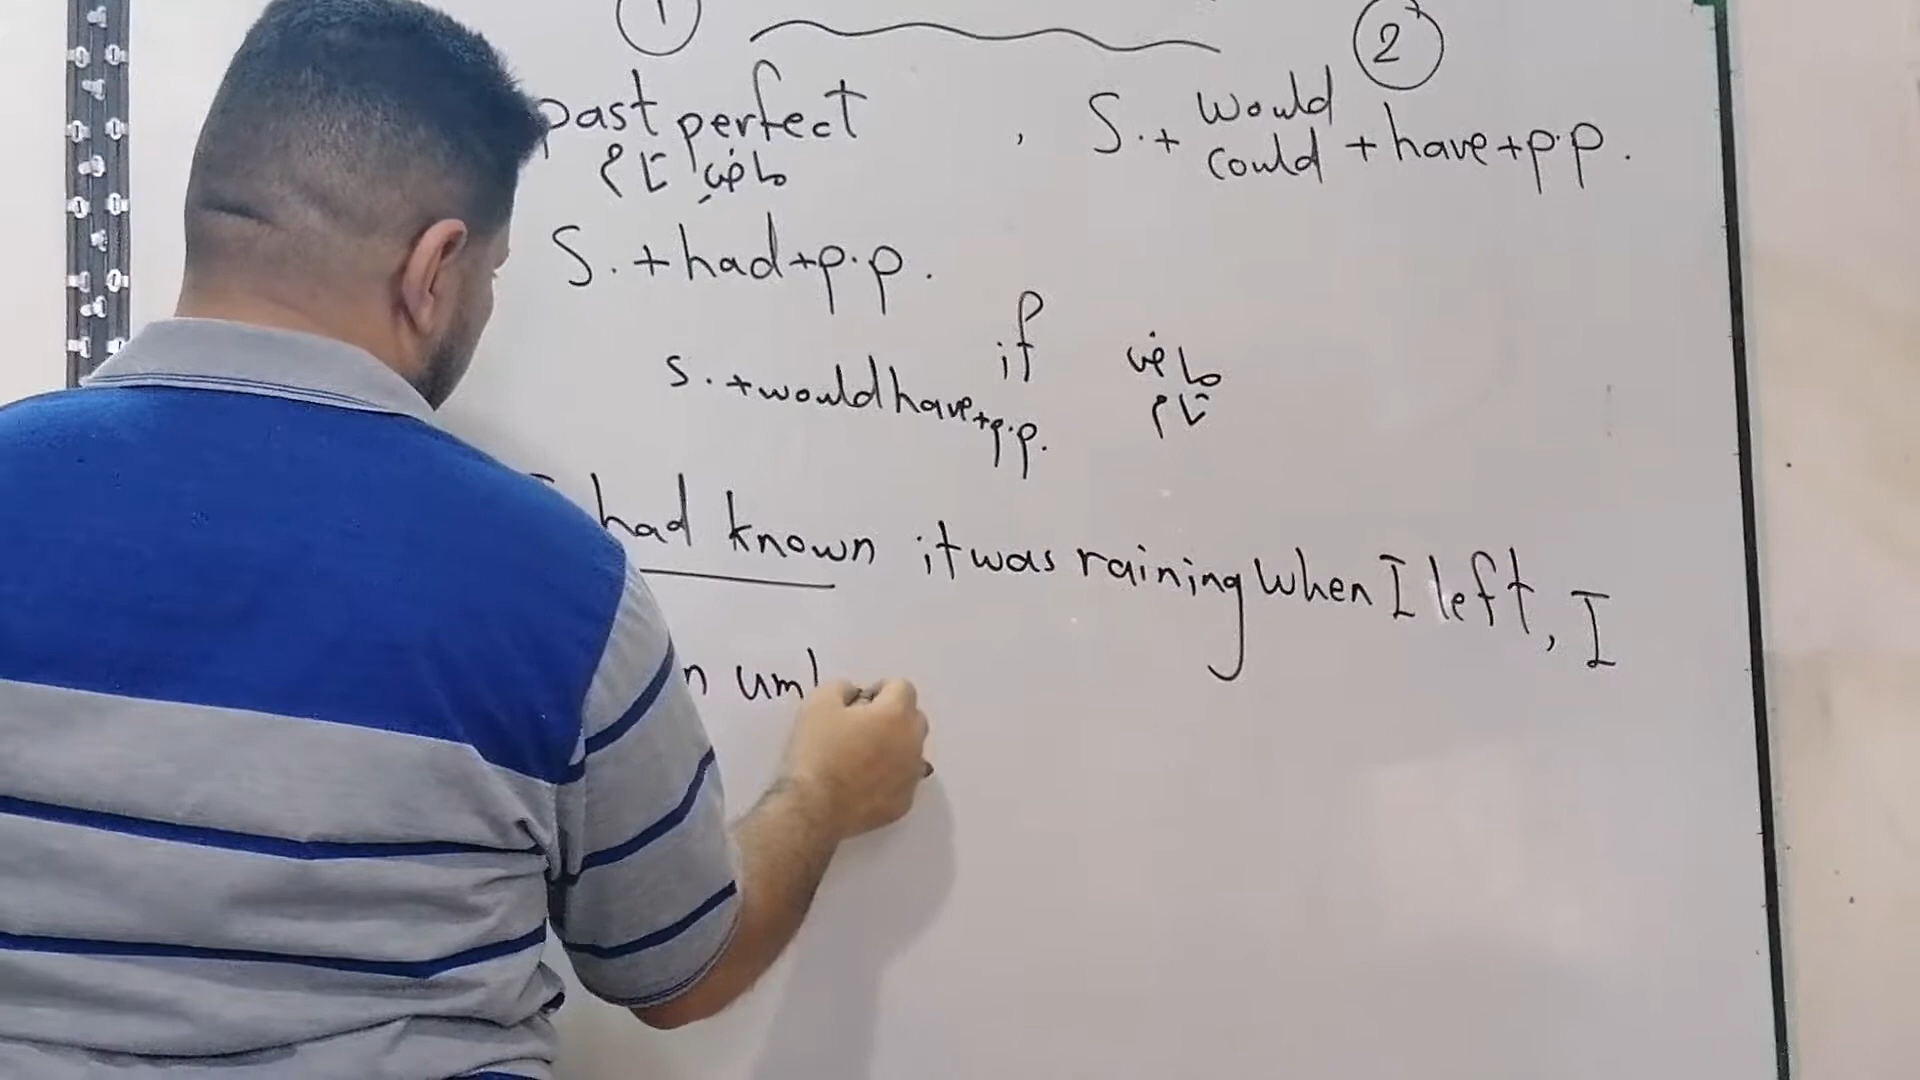 1 2
past perfect , S. + would could + have + p.p.
ماضي تام
S. + had + p.p.
if ماضي تام
s. + would have + p.p.
had known it was raining when I left, I
n um